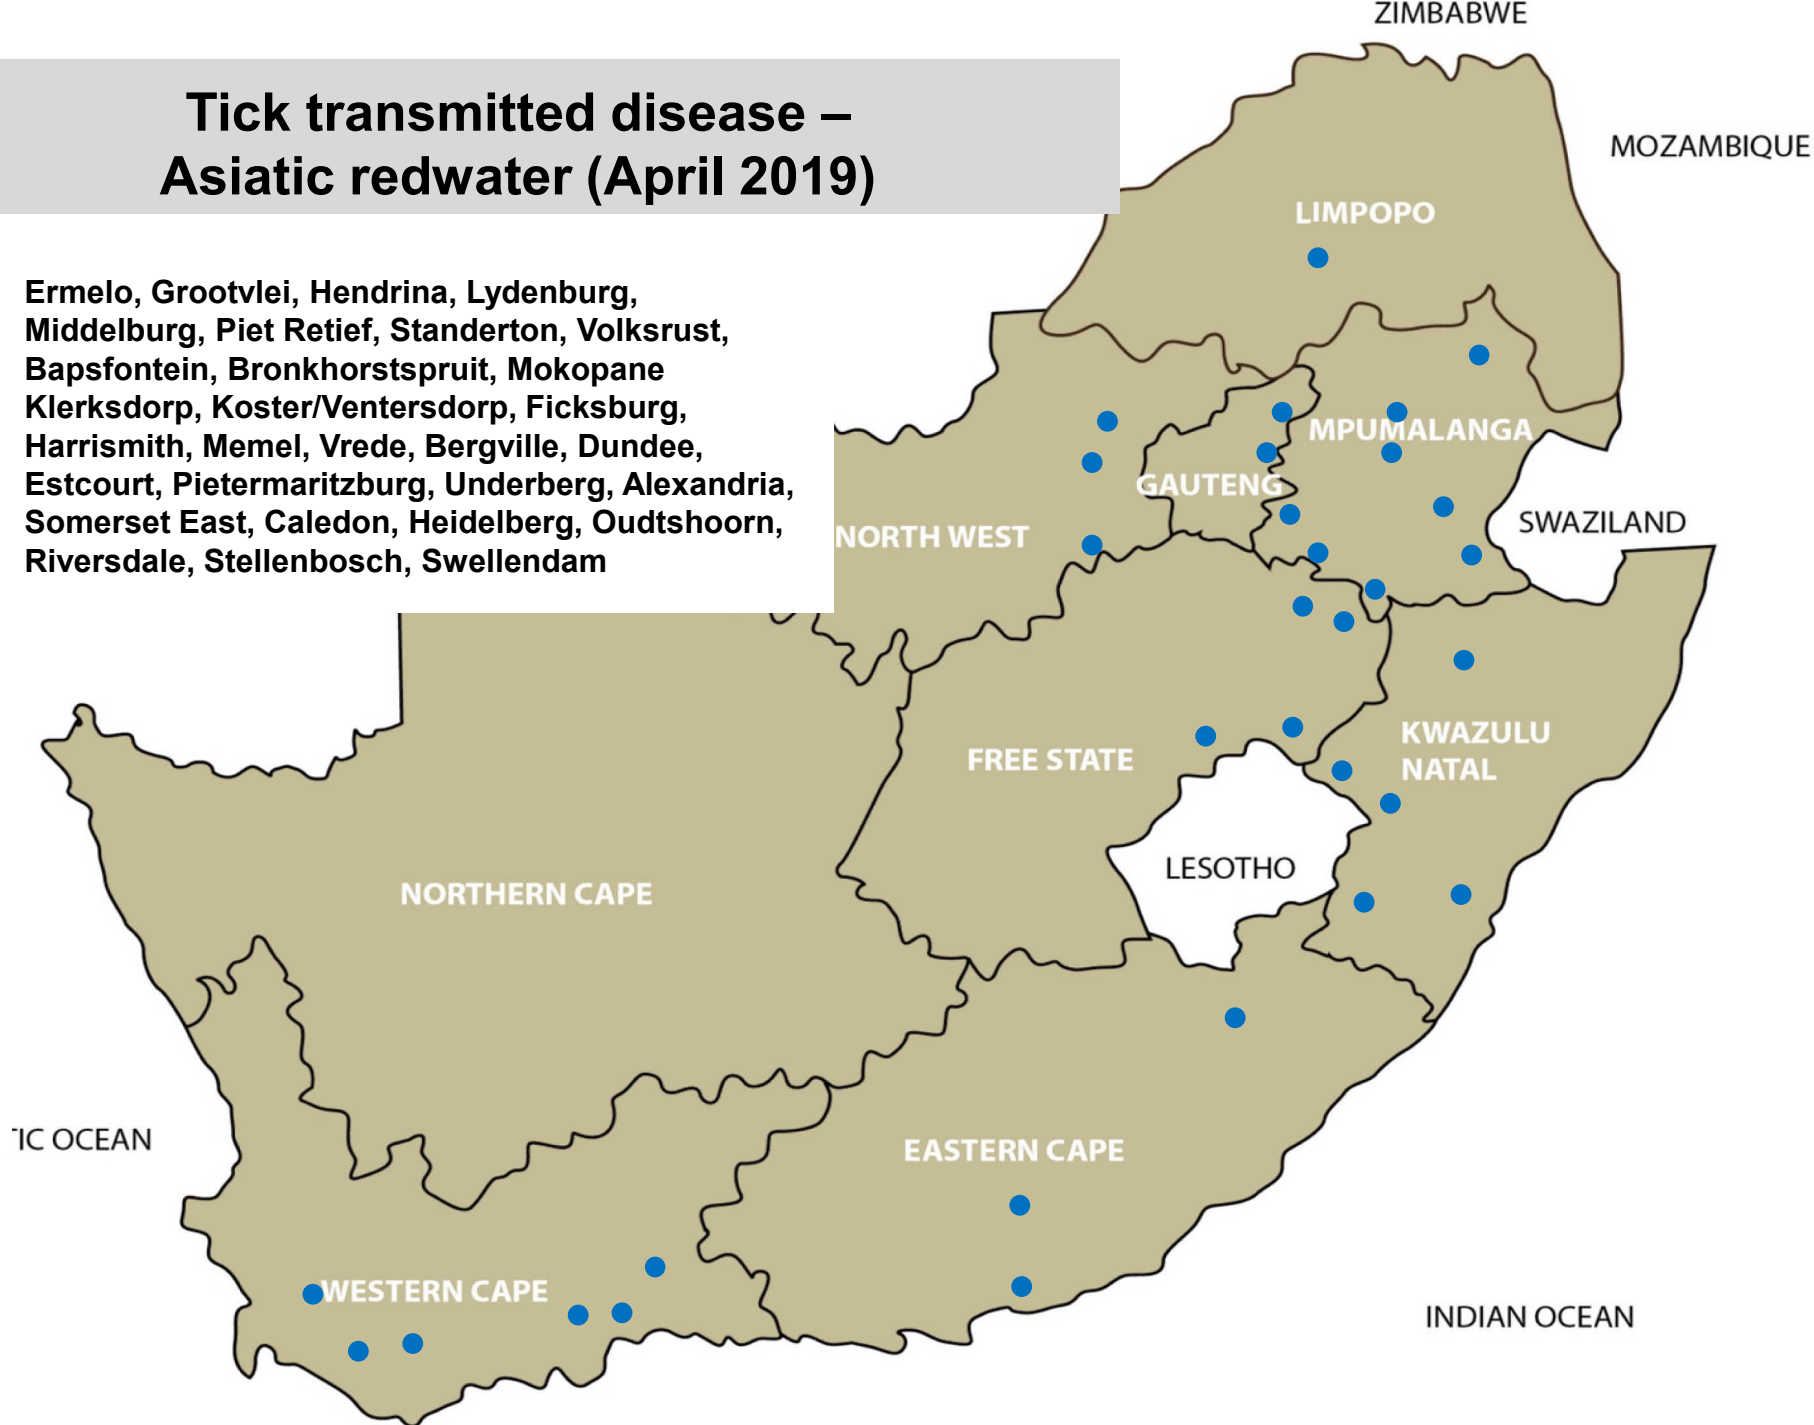 ZIMBABWE
Tick transmitted disease –
Asiatic redwater (April 2019)
MOZAMBIQUE
LIMPOPO
Ermelo, Grootvlei, Hendrina, Lydenburg,
Middelburg, Piet Retief, Standerton, Volksrust,
Bapsfontein, Bronkhorstspruit, Mokopane
Klerksdorp, Koster/Ventersdorp, Ficksburg,
Harrismith, Memel, Vrede, Bergville, Dundee,
Estcourt, Pietermaritzburg, Underberg, Alexandria,
Somerset East, Caledon, Heidelberg, Oudtshoorn,
Riversdale, Stellenbosch, Swellendam
MPUMALANGA
GAUTENG
SWAZILAND
NORTH WEST
KWAZULU
NATAL
FREE STATE
LESOTHO
NORTHERN CAPE
TIC OCEAN
EASTERN CAPE
WESTERN CAPE
INDIAN OCEAN